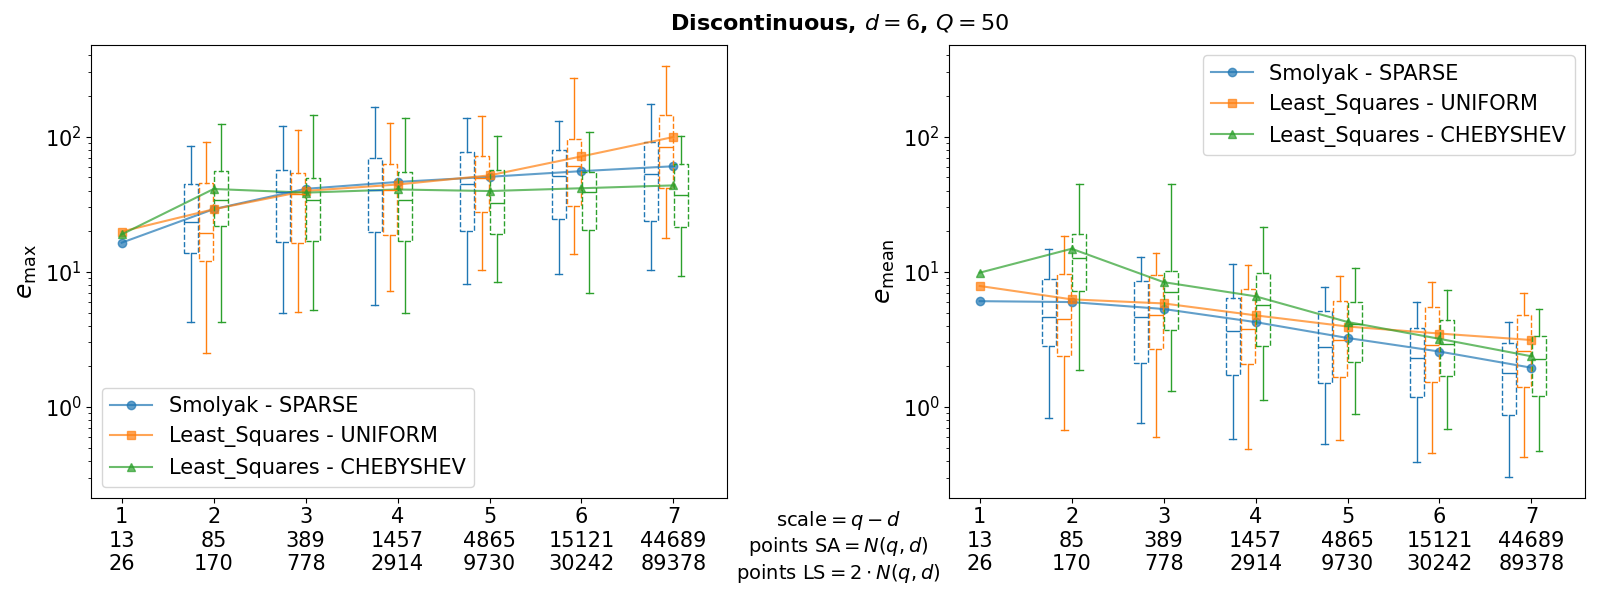 Discontinuous, d = 6, Q = 50
e_max
10^2
10^1
10^0
Smolyak - SPARSE
Least_Squares - UNIFORM
Least_Squares - CHEBYSHEV
1 2 3 4 5 6 7
13 85 389 1457 4865 15121 44689
26 170 778 2914 9730 30242 89378
scale = q − d
points SA = N(q, d)
points LS = 2 · N(q, d)
e_mean
10^2
10^1
10^0
Smolyak - SPARSE
Least_Squares - UNIFORM
Least_Squares - CHEBYSHEV
1 2 3 4 5 6 7
13 85 389 1457 4865 15121 44689
26 170 778 2914 9730 30242 89378